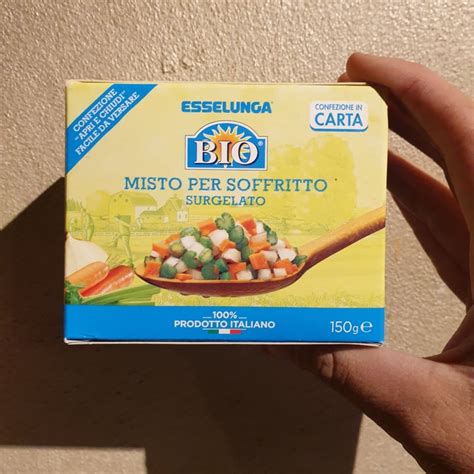 CONFEZIONE
"APRI E CHIUDI"
FACILE DA VERSARE
ESSELUNGA®
CONFEZIONE IN
CARTA
BIO®
MISTO PER SOFFRITTO
SURGELATO
100%
PRODOTTO ITALIANO
150g e